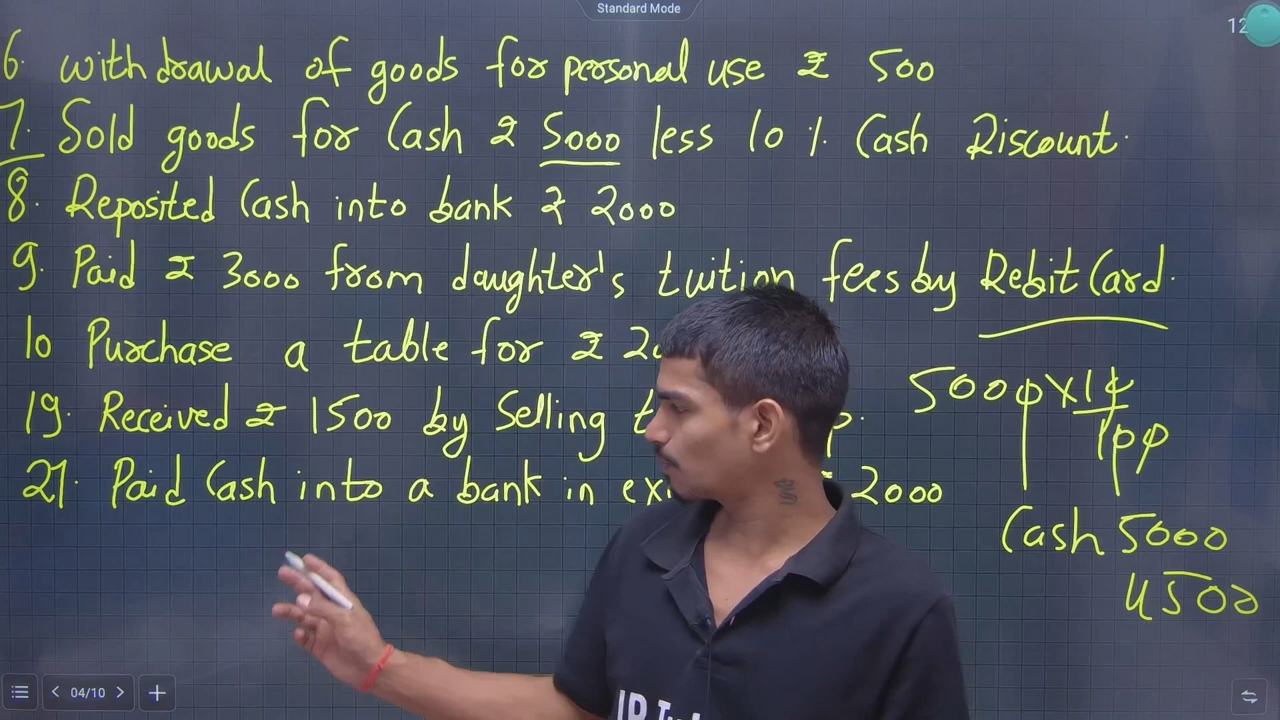 Standard Mode
12
6. withdrawal of goods for personal use ₹ 500
7. Sold goods for Cash ₹ 5000 less 10 %. Cash Discount.
8. Deposited Cash into bank ₹ 2000
9. Paid ₹ 3000 from daughter's tuition fees by Debit Card.
10 Purchase a table for ₹
19. Received ₹ 1500 by Selling
21. Paid Cash into a bank in 2000
5000 X 10
100
Cash 5000
4500
04/10